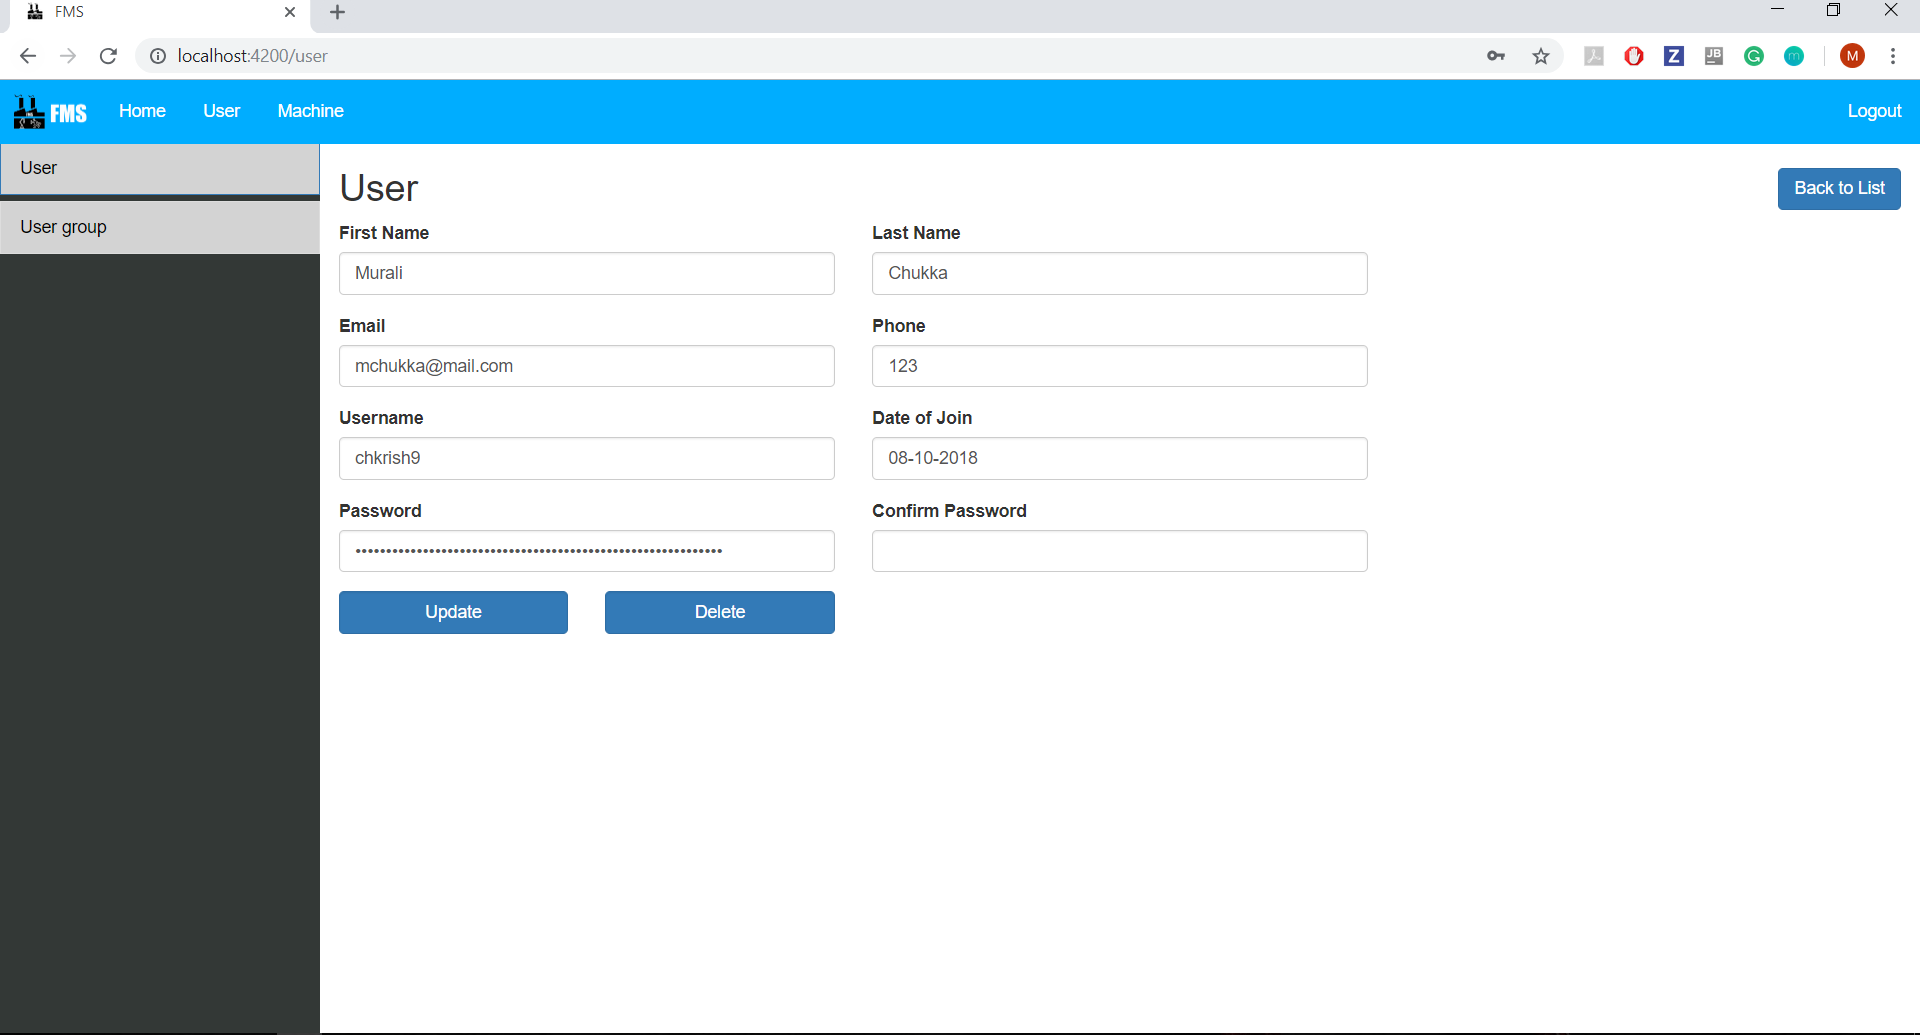 FMS
localhost:4200/user
JB
M
FMS Home User Machine Logout
User
User group
User
Back to List
First Name Last Name
Murali Chukka
Email Phone
mchukka@mail.com 123
Username Date of Join
chkrish9 08-10-2018
Password Confirm Password
••••••••••••••••••••••••••••••••••••••••••••••••••••••••••••
Update Delete